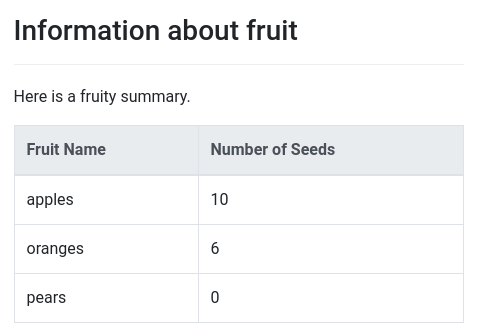 Information about fruit
Here is a fruity summary.
Fruit Name Number of Seeds
apples 10
oranges 6
pears 0